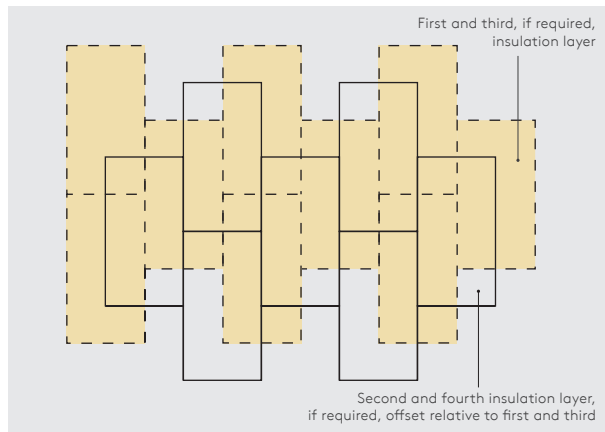 First and third, if required,
insulation layer
Second and fourth insulation layer,
if required, offset relative to first and third